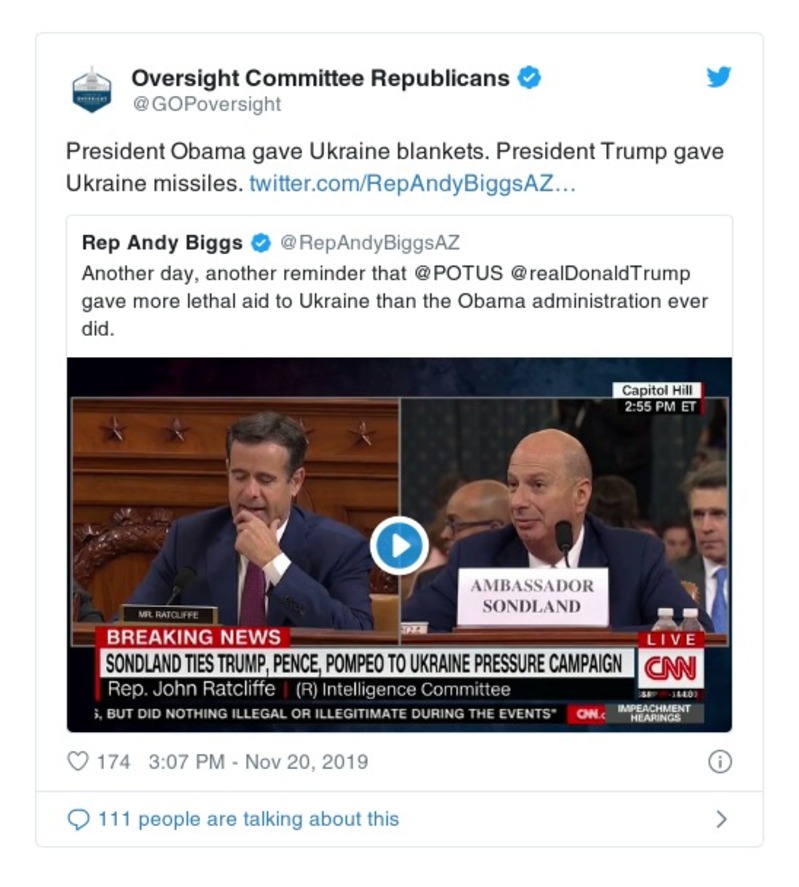 Oversight Committee Republicans
@GOPoversight
President Obama gave Ukraine blankets. President Trump gave
Ukraine missiles. twitter.com/RepAndyBiggsAZ…
Rep Andy Biggs @RepAndyBiggsAZ
Another day, another reminder that @POTUS @realDonaldTrump
gave more lethal aid to Ukraine than the Obama administration ever
did.
Capitol Hill
2:55 PM ET
MR. RATCLIFFE
AMBASSADOR
SONDLAND
BREAKING NEWS
SONDLAND TIES TRUMP, PENCE, POMPEO TO UKRAINE PRESSURE CAMPAIGN
Rep. John Ratcliffe | (R) Intelligence Committee
LIVE
CNN
, BUT DID NOTHING ILLEGAL OR ILLEGITIMATE DURING THE EVENTS"
IMPEACHMENT
HEARINGS
174 3:07 PM - Nov 20, 2019
111 people are talking about this